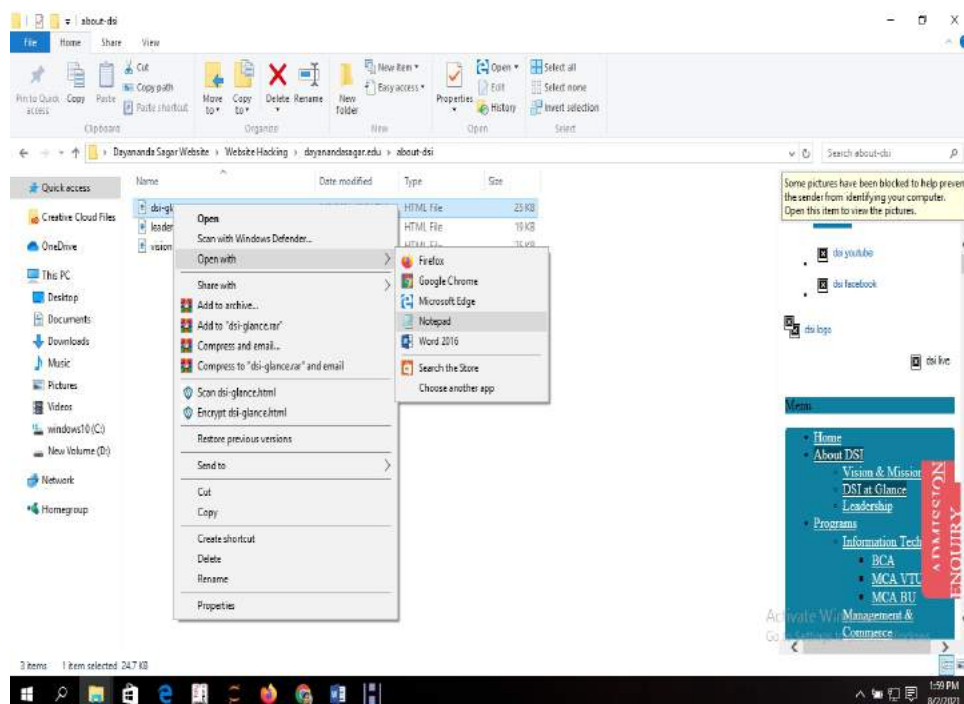 about-dsi
File Home Share View
Pin to Quick access
Copy
Paste
Cut
Copy path
Paste shortcut
Clipboard
Move to
Copy to
Delete
Rename
Organize
New folder
New item
Easy access
New
Properties
Open
Edit
History
Open
Select all
Select none
Invert selection
Select
Dayananda Sagar Website › Website Hacking › dayanandasagar.edu › about-dsi
Search about-dsi
Quick access
Creative Cloud Files
OneDrive
This PC
Desktop
Documents
Downloads
Music
Pictures
Videos
windows10 (C:)
New Volume (D:)
Network
Homegroup
Name Date modified Type Size
dsi-gl HTML File 25 KB
leader HTML File 19 KB
vision
Open
Scan with Windows Defender...
Open with
Share with
Add to archive...
Add to "dsi-glance.rar"
Compress and email...
Compress to "dsi-glance.rar" and email
Scan dsi-glance.html
Encrypt dsi-glance.html
Restore previous versions
Send to
Cut
Copy
Create shortcut
Delete
Rename
Properties
Firefox
Google Chrome
Microsoft Edge
Notepad
Word 2016
Search the Store
Choose another app
Some pictures have been blocked to help preven
the sender from identifying your computer.
Open this item to view the pictures.
dsi youtube
dsi facebook
dsi logo
dsi live
Menu
Home
About DSI
Vision & Mission
DSI at Glance
Leadership
Programs
Information Tech
BCA
MCA VTU
MCA BU
Management &
Commerce
ADMISSION
ENQUIRY
3 items 1 item selected 24.7 KB
1:59 PM
8/2/2021